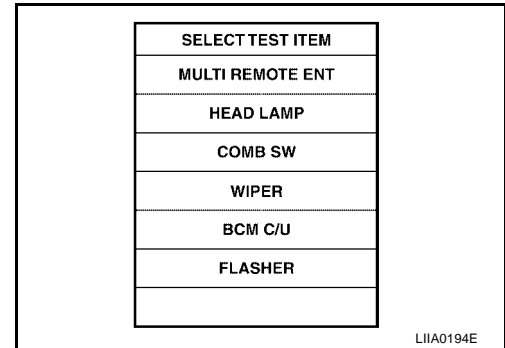 SELECT TEST ITEM
MULTI REMOTE ENT
HEAD LAMP
COMB SW
WIPER
BCM C/U
FLASHER
LIIA0194E